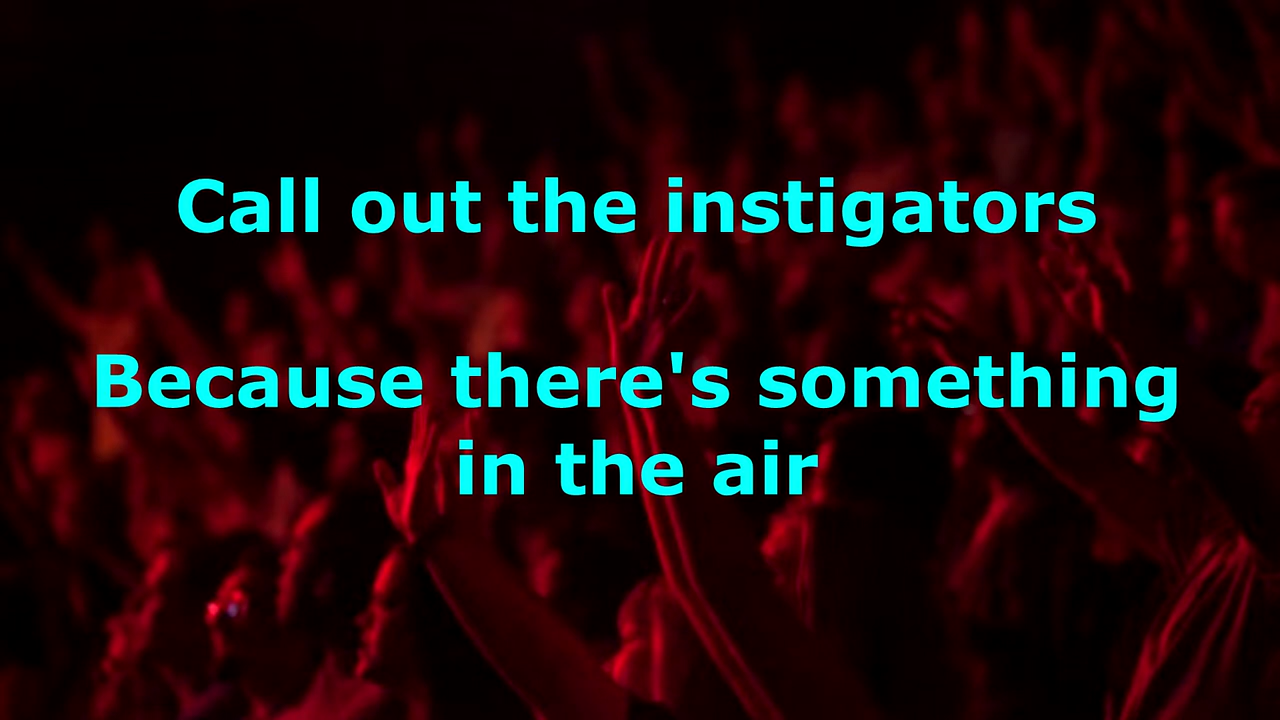 Call out the instigators
Because there's something
in the air